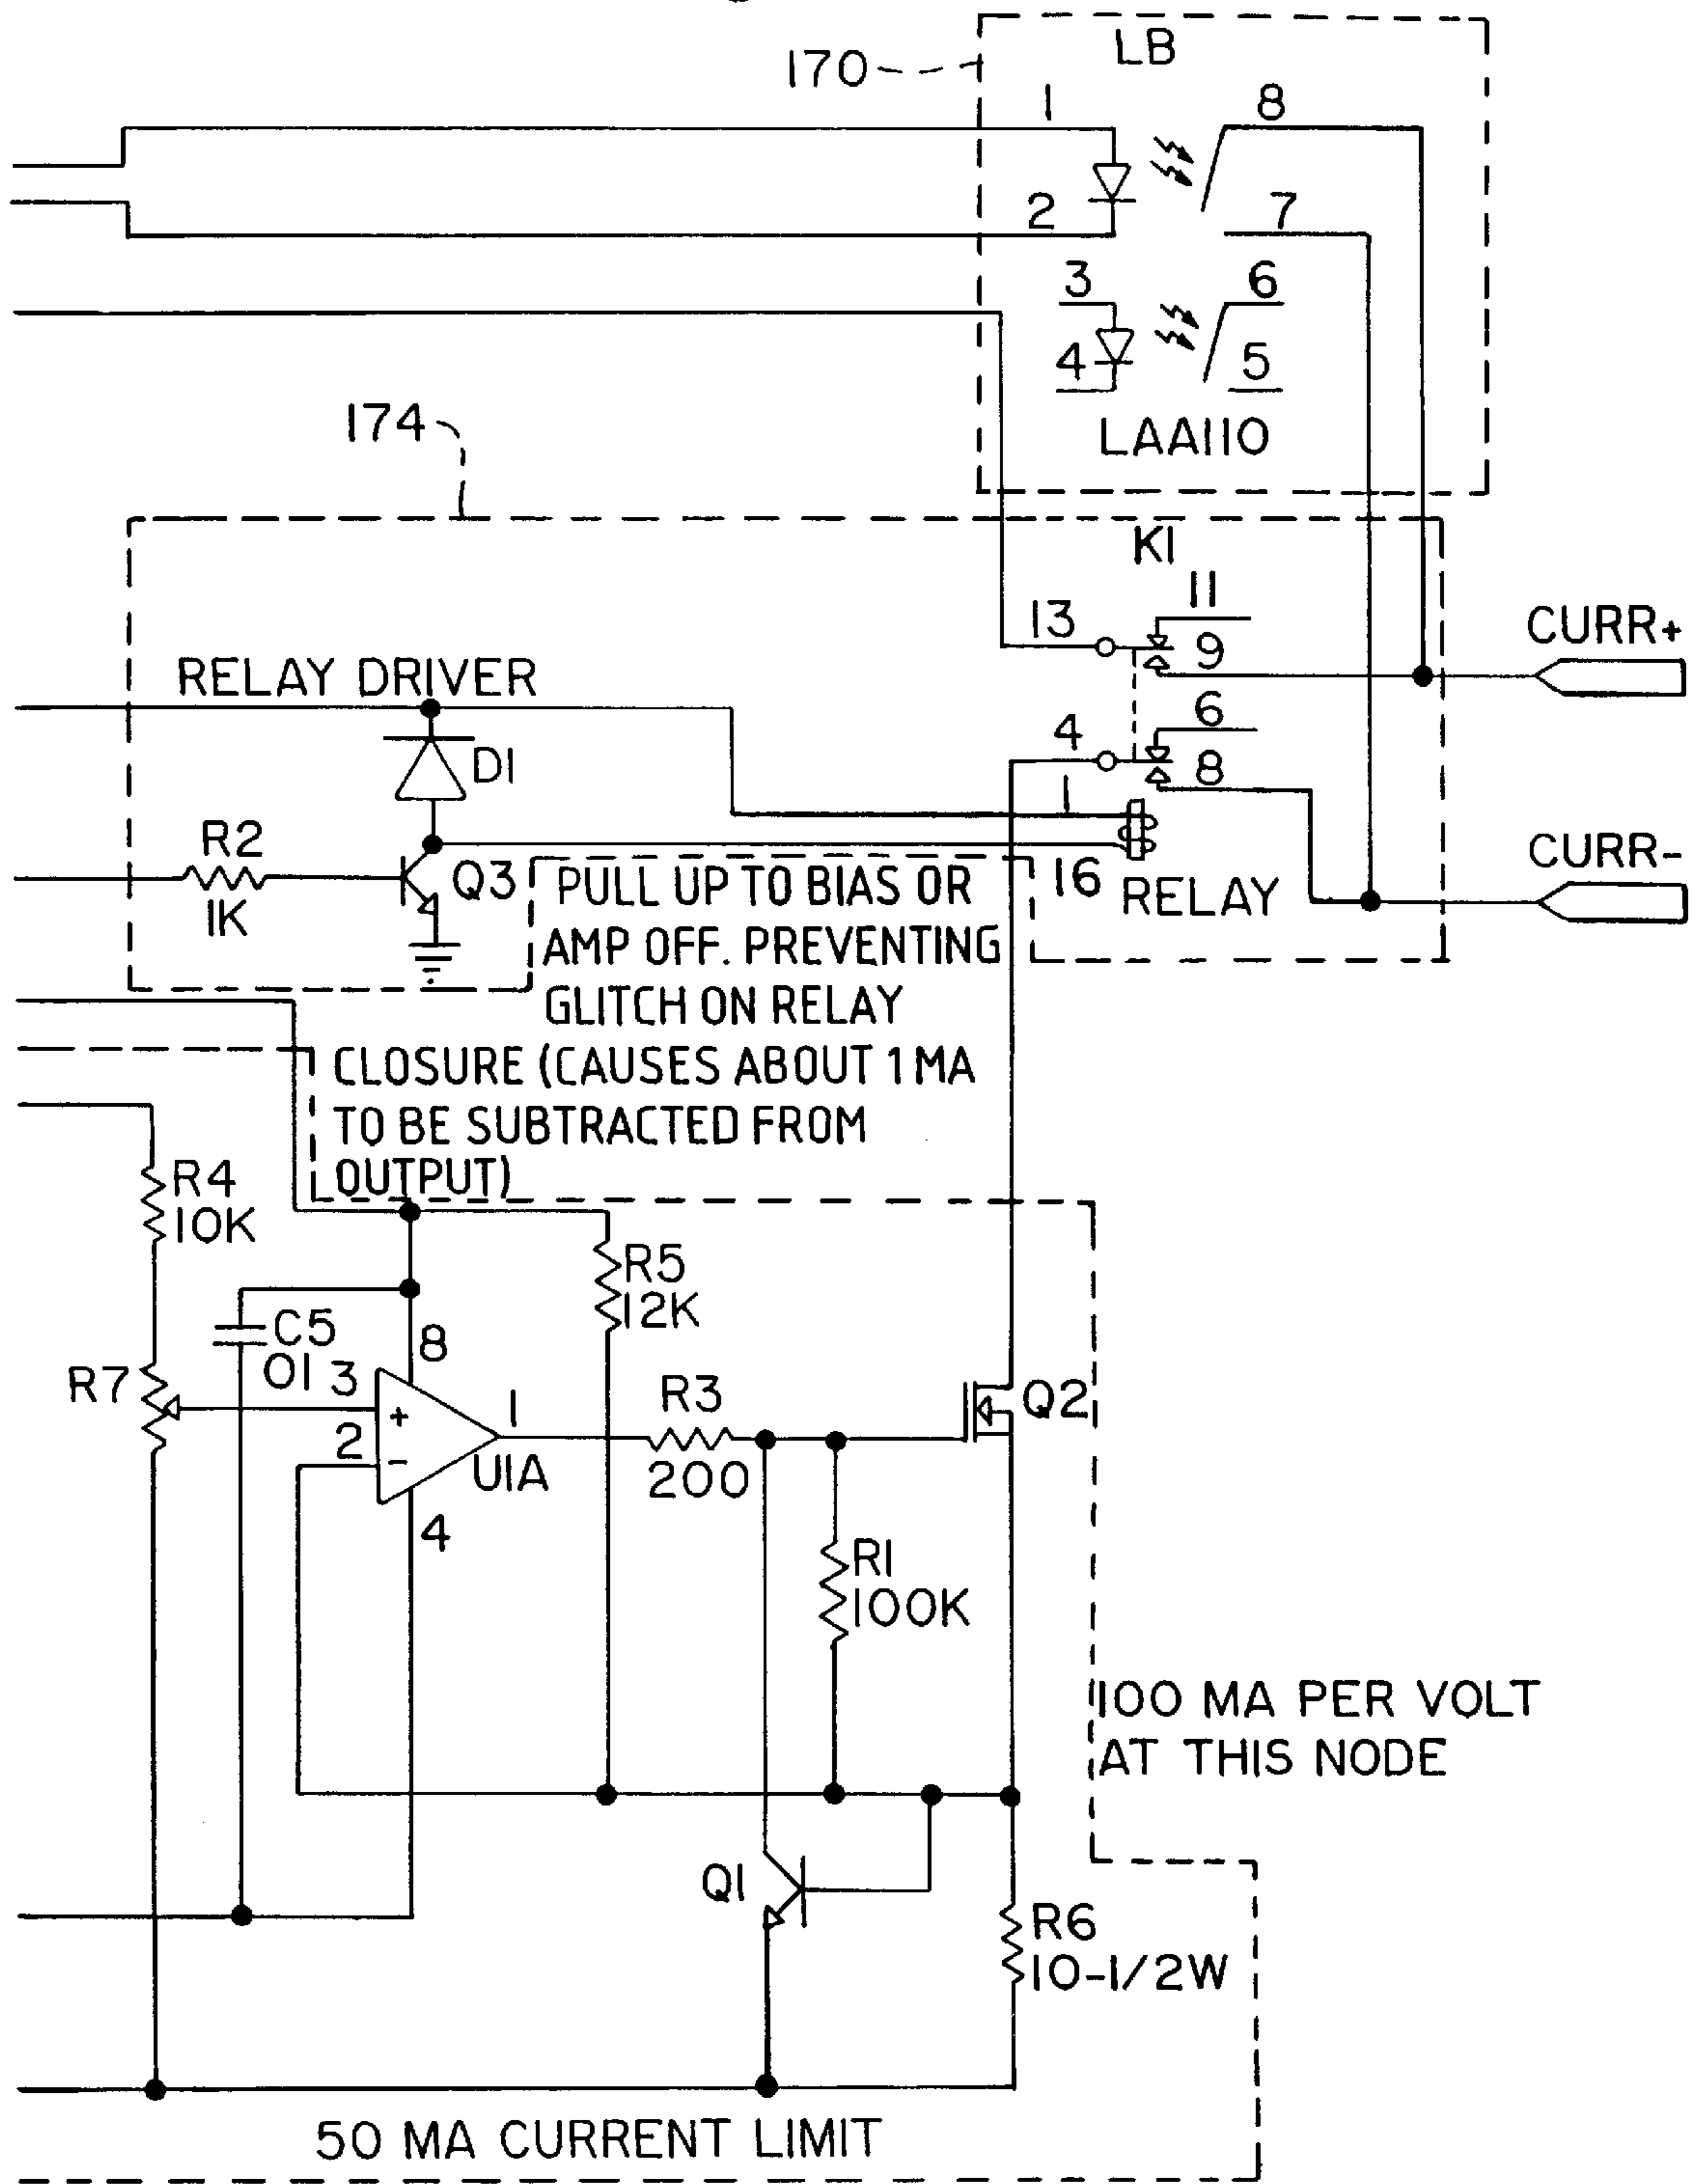 170
LB
1
8
2
7
3
6
4
5
LAA110
174
K1
11
13
9
CURR+
RELAY DRIVER
6
4
D1
8
1
R2
1K
Q3
16
RELAY
CURR-
PULL UP TO BIAS OR
AMP OFF. PREVENTING
GLITCH ON RELAY
CLOSURE (CAUSES ABOUT 1 MA
TO BE SUBTRACTED FROM
OUTPUT)
R4
10K
R5
12K
C5
01
8
R7
3
+
2
-
1
U1A
4
R3
200
Q2
R1
100K
100 MA PER VOLT
AT THIS NODE
Q1
R6
10-1/2W
50 MA CURRENT LIMIT